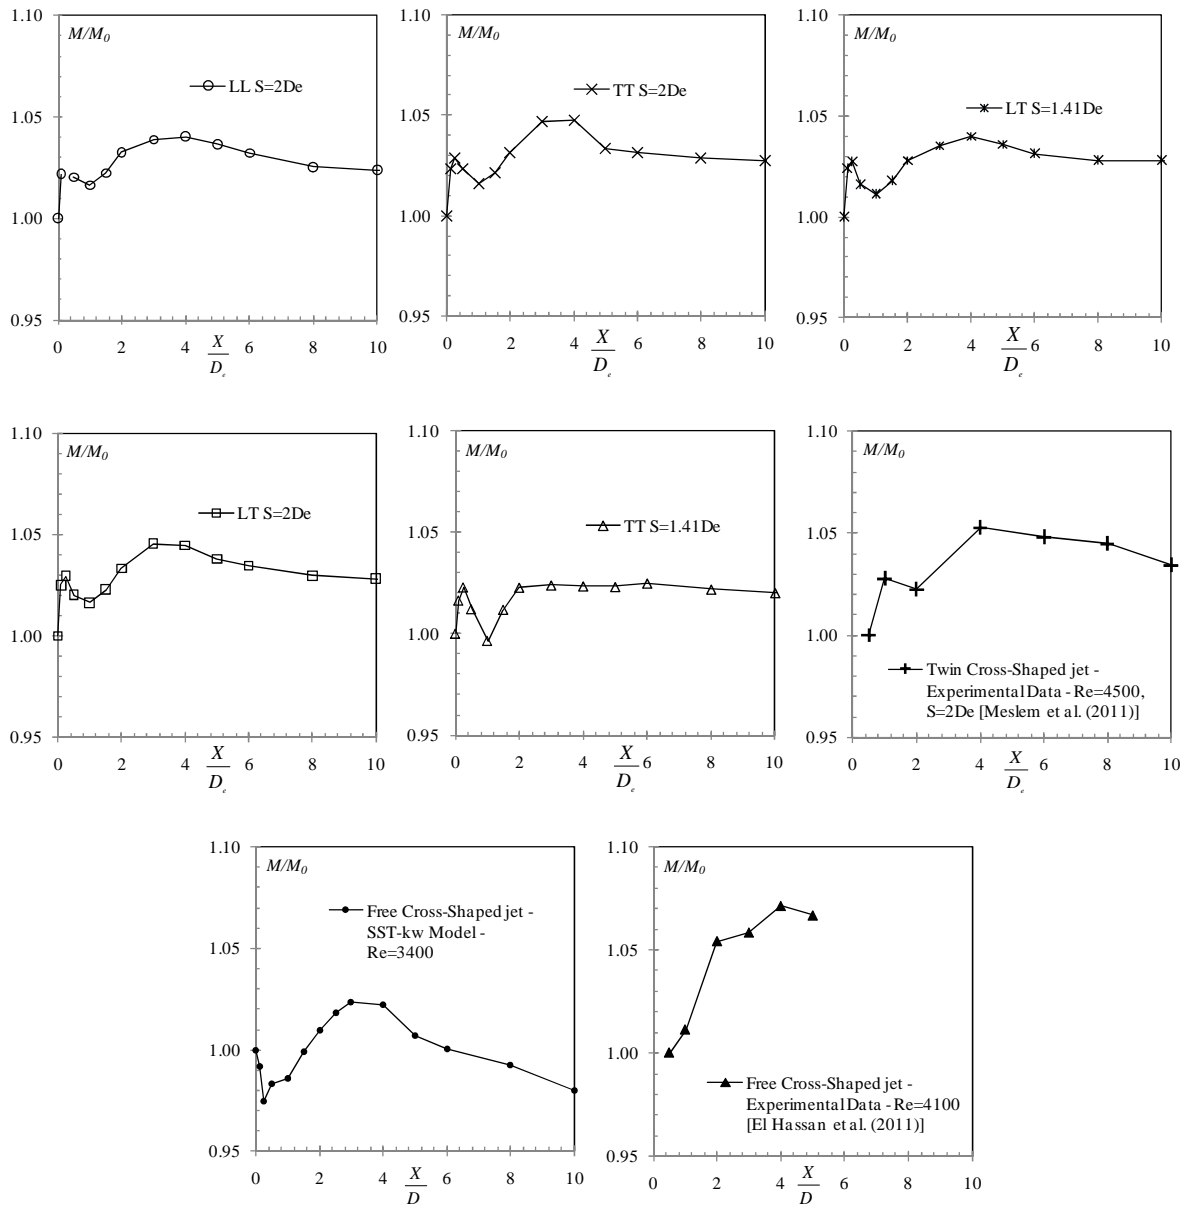 1.10
M/M0
LL S=2De
1.05
1.00
0.95
0 2 4 X/De 6 8 10
1.10
M/M0
TT S=2De
1.05
1.00
0.95
0 2 4 X/De 6 8 10
1.10
M/M0
LT S=1.41De
1.05
1.00
0.95
0 2 4 X/De 6 8 10
1.10
M/M0
LT S=2De
1.05
1.00
0.95
0 2 4 X/De 6 8 10
1.10
M/M0
TT S=1.41De
1.05
1.00
0.95
0 2 4 X/De 6 8 10
1.10
M/M0
1.05
1.00
Twin Cross-Shaped jet -
Experimental Data - Re=4500,
S=2De [Meslem et al. (2011)]
0.95
0 2 4 X/De 6 8 10
1.10
M/M0
Free Cross-Shaped jet -
SST-kw Model -
Re=3400
1.05
1.00
0.95
0 2 4 X/D 6 8 10
1.10
M/M0
1.05
1.00
Free Cross-Shaped jet -
Experimental Data - Re=4100
[El Hassan et al. (2011)]
0.95
0 2 4 X/D 6 8 10